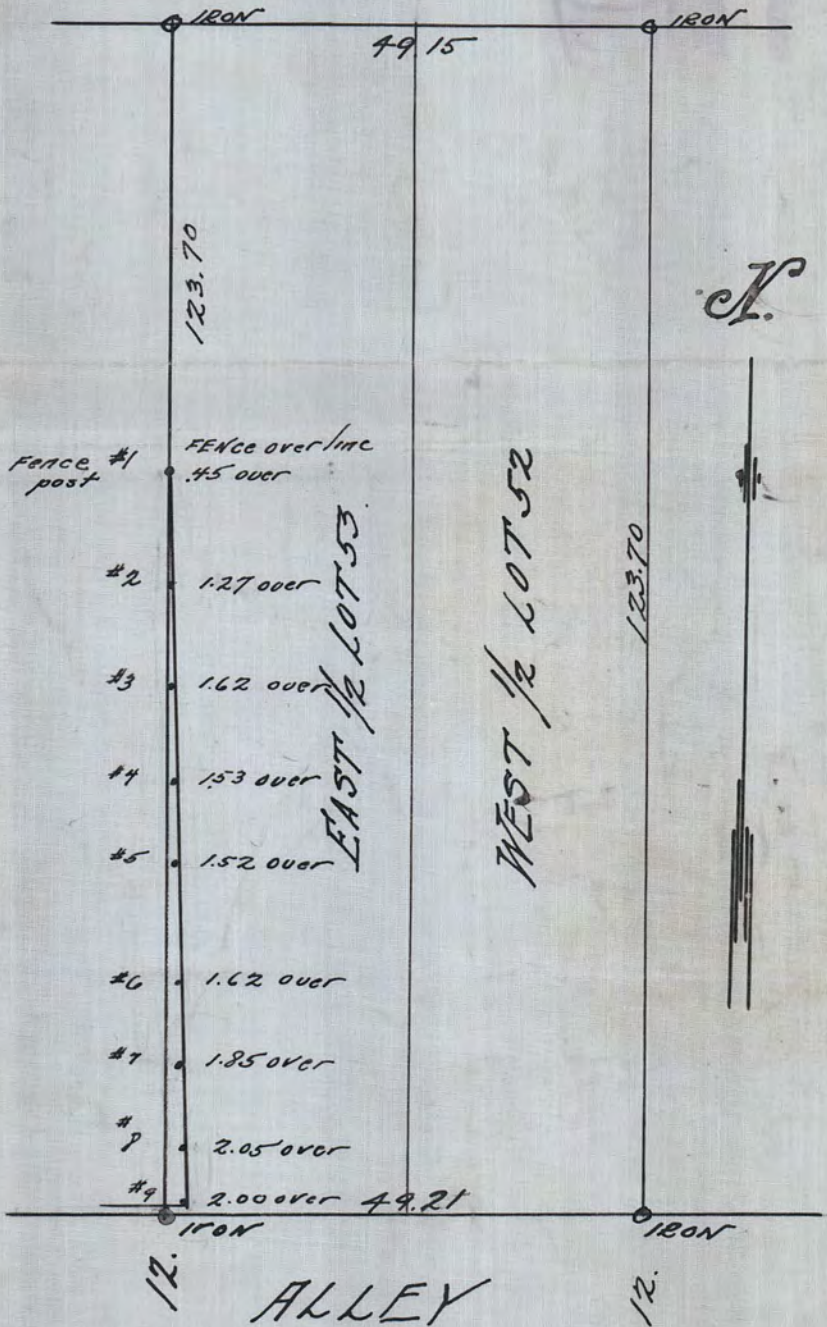 IRON
IRON
49.15
123.70
N.
Fence post #1
FENce over line
.45 over
#2 1.27 over
#3 1.62 over
#4 1.53 over
#5 1.52 over
#6 1.62 over
#7 1.85 over
#8 2.05 over
#9 2.00 over
EAST 1/2 LOT 53
WEST 1/2 LOT 52
123.70
49.21
IrON
IRON
12.
ALLEY
12.